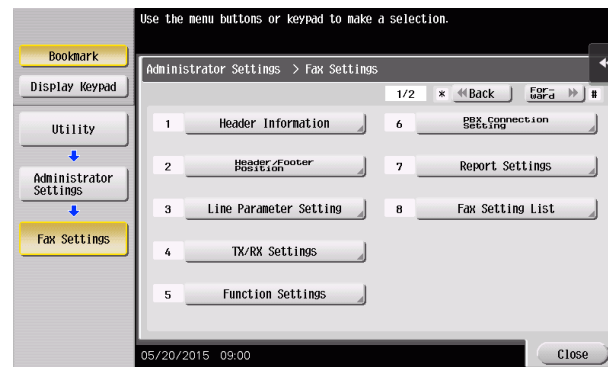 Use the menu buttons or keypad to make a selection.
Bookmark
Display Keypad
Utility
Administrator
Settings
Fax Settings
Administrator Settings > Fax Settings
1/2 * Back For-
ward #
1 Header Information
2 Header/Footer
Position
3 Line Parameter Setting
4 TX/RX Settings
5 Function Settings
6 PBX Connection
Setting
7 Report Settings
8 Fax Setting List
05/20/2015 09:00
Close